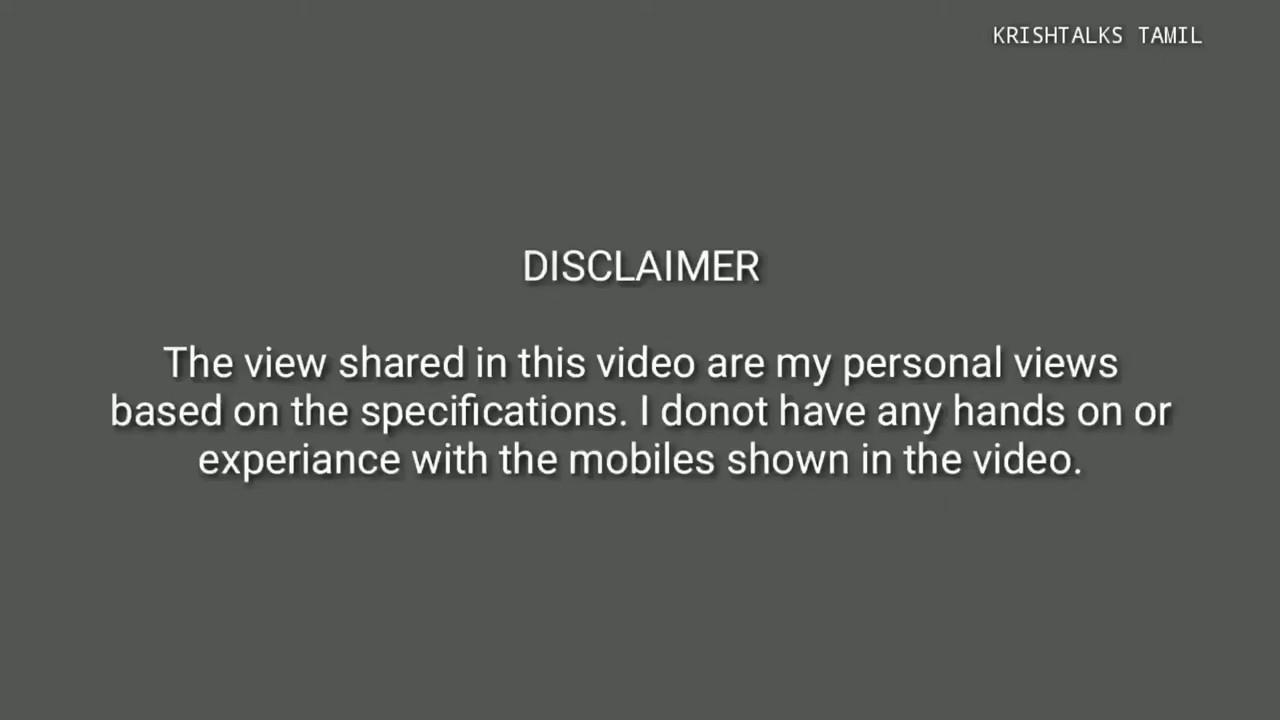 KRISHTALKS TAMIL
DISCLAIMER
The view shared in this video are my personal views
based on the specifications. I donot have any hands on or
experiance with the mobiles shown in the video.